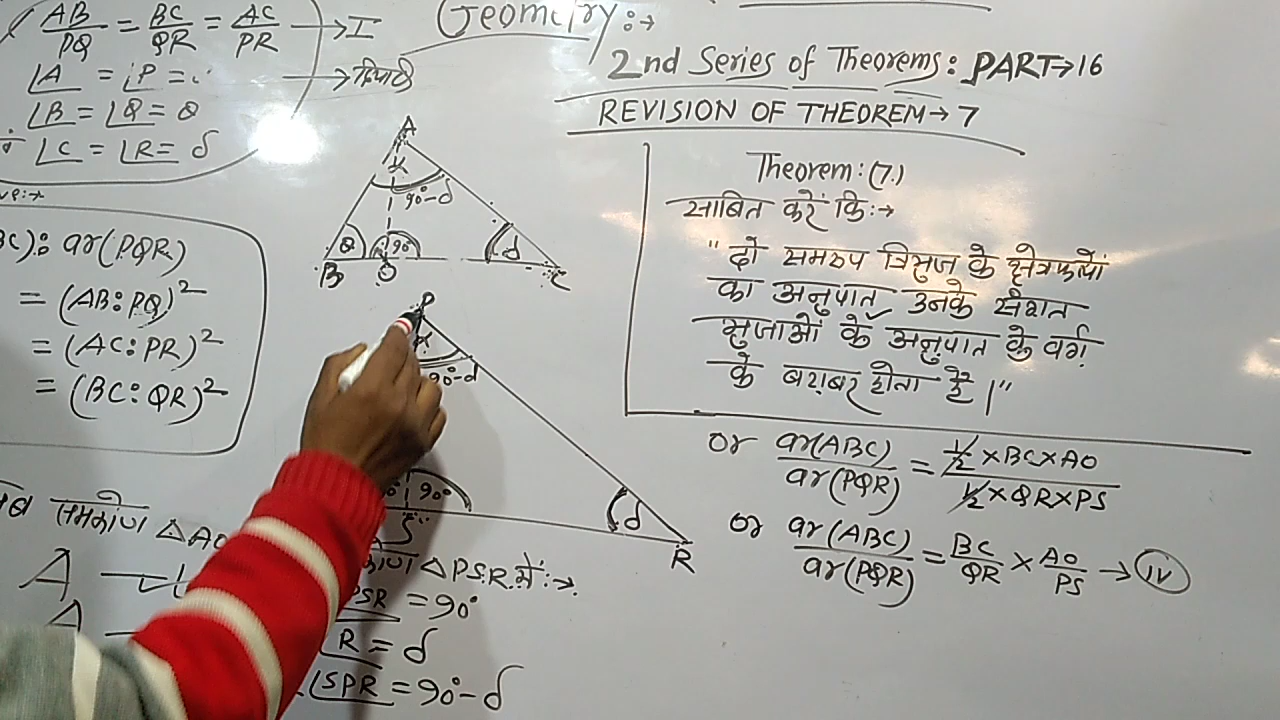 Geometry:→
2nd Series of Theorems: PART→16
REVISION OF THEOREM→7
AB/PQ = BC/QR = AC/PR → I
∠A = ∠P =
∠B = ∠Q = θ
∠C = ∠R = δ
A
α
90°-δ
θ
90°
δ
B
O
C
Theorem:(7.)
साबित करें कि:→
"दो समरूप त्रिभुज के क्षेत्रफलों
का अनुपात उनके संगत
भुजाओं के अनुपात के वर्ग
के बराबर होता है।"
BC): ar(PQR)
= (AB:PQ)²
= (AC:PR)²
= (BC:QR)²
P
α
90°-δ
90°
δ
S
R
or ar(ABC)/ar(PQR) = ½×BC×AO / ½×QR×PS
or ar(ABC)/ar(PQR) = BC/QR × AO/PS → (iv)
समकोण △AO
△PSR में:→
PSR = 90°
R = δ
∠SPR = 90°-δ